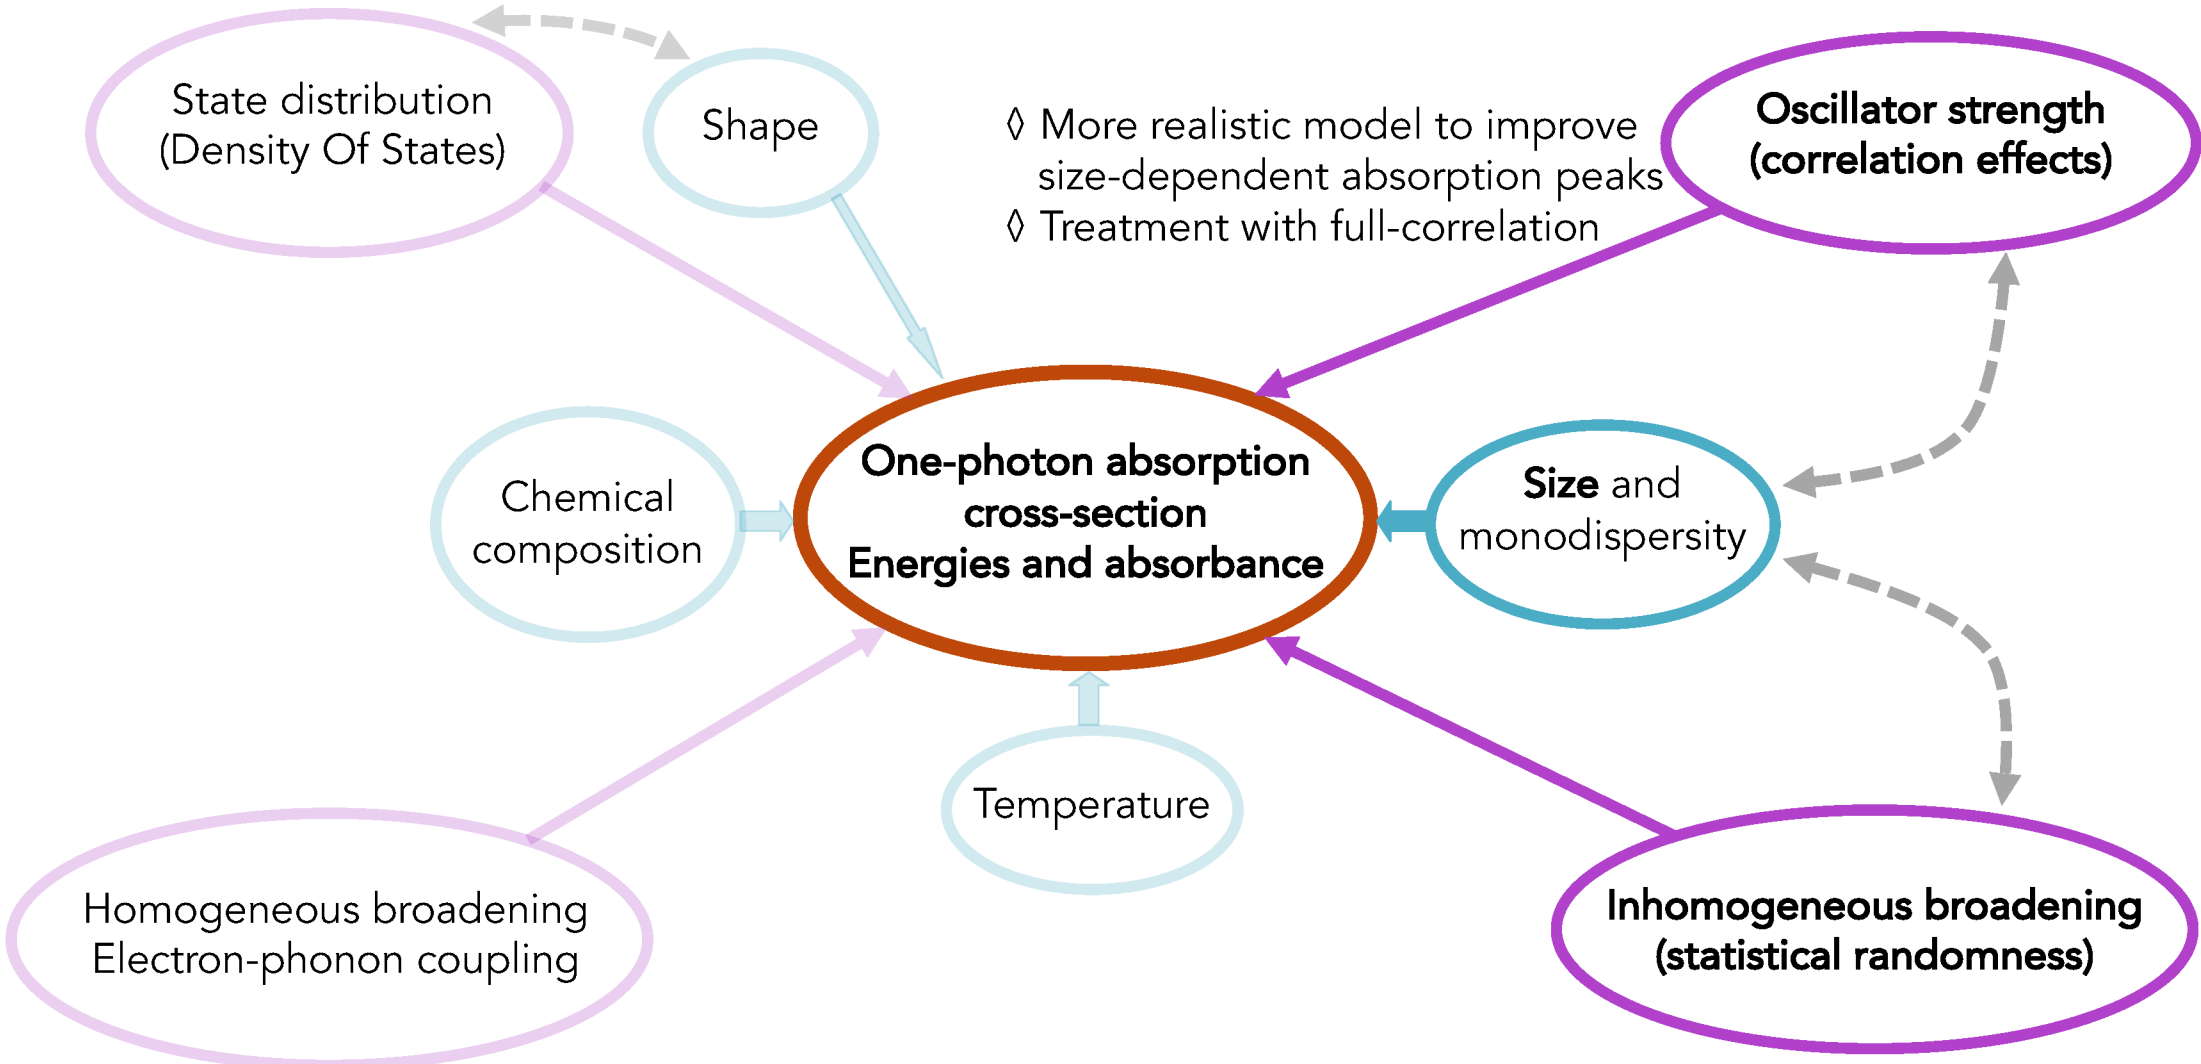 State distribution
(Density Of States)
Shape
◊ More realistic model to improve
size-dependent absorption peaks
◊ Treatment with full-correlation
Oscillator strength
(correlation effects)
Chemical
composition
One-photon absorption
cross-section
Energies and absorbance
Size and
monodispersity
Temperature
Homogeneous broadening
Electron-phonon coupling
Inhomogeneous broadening
(statistical randomness)